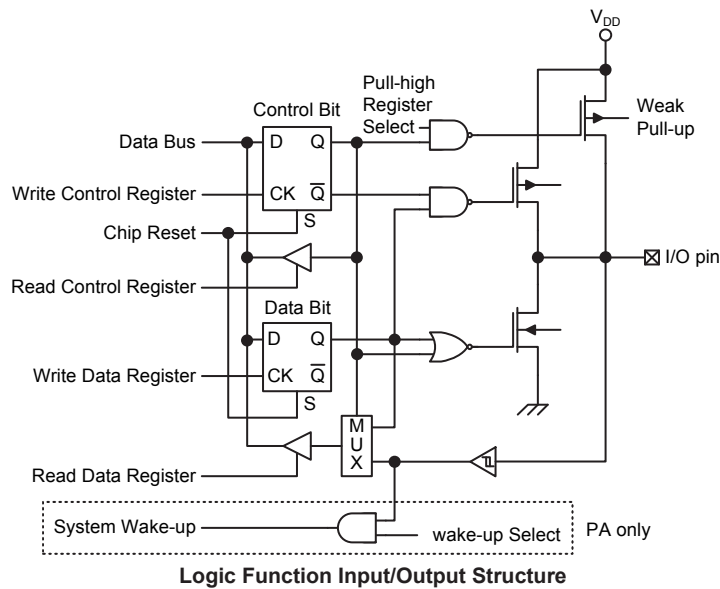 V_DD
Pull-high
Register
Select
Weak
Pull-up
Control Bit
Data Bus
D
Q
Write Control Register
CK
Q̅
S
Chip Reset
I/O pin
Read Control Register
Data Bit
D
Q
Write Data Register
CK
Q̅
S
M
U
X
Read Data Register
System Wake-up
wake-up Select
PA only
Logic Function Input/Output Structure